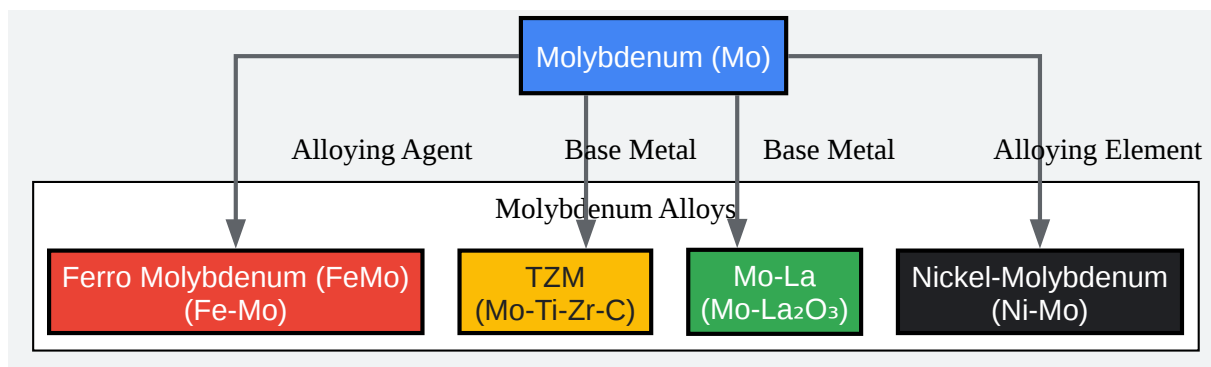 Molybdenum (Mo)
Alloying Agent
Base Metal
Base Metal
Alloying Element
Molybdenum Alloys
Ferro Molybdenum (FeMo)
(Fe-Mo)
TZM
(Mo-Ti-Zr-C)
Mo-La
(Mo-La₂O₃)
Nickel-Molybdenum
(Ni-Mo)